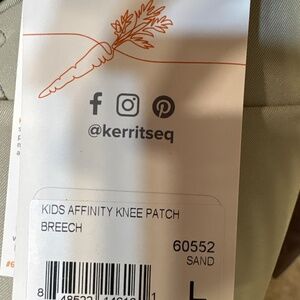 @kerritseq
KIDS AFFINITY KNEE PATCH
BREECH
60552
SAND
L